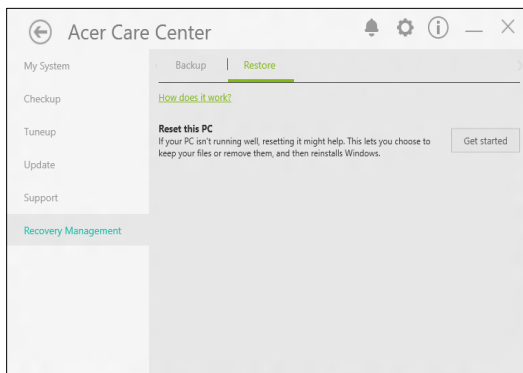 Acer Care Center
My System
Checkup
Tuneup
Update
Support
Recovery Management
Backup
Restore
How does it work?
Reset this PC
If your PC isn't running well, resetting it might help. This lets you choose to
keep your files or remove them, and then reinstalls Windows.
Get started